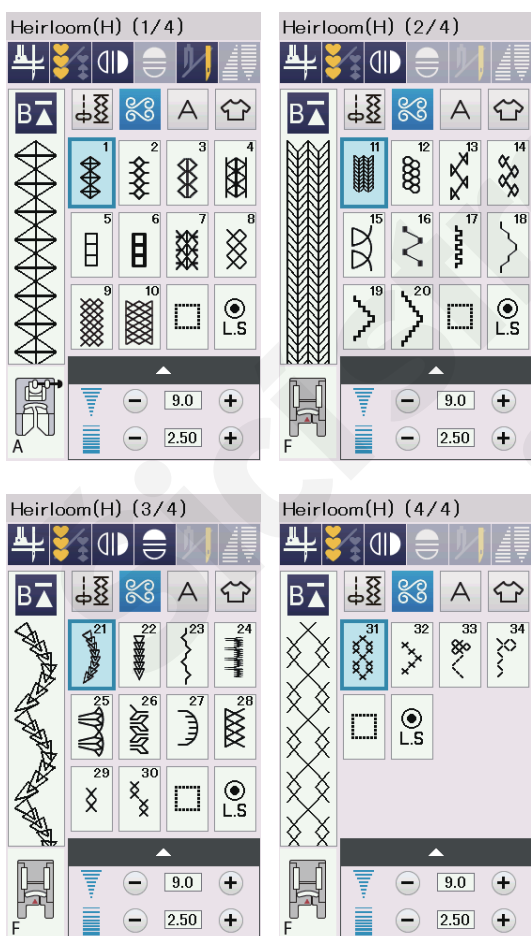 Heirloom(H) (1/4)
B
A
1 2 3 4
5 6 7 8
9 10
L.S
A
9.0
2.50
Heirloom(H) (2/4)
B
A
11 12 13 14
15 16 17 18
19 20
L.S
F
9.0
2.50
Heirloom(H) (3/4)
B
A
21 22 23 24
25 26 27 28
29 30
L.S
F
9.0
2.50
Heirloom(H) (4/4)
B
A
31 32 33 34
L.S
F
9.0
2.50